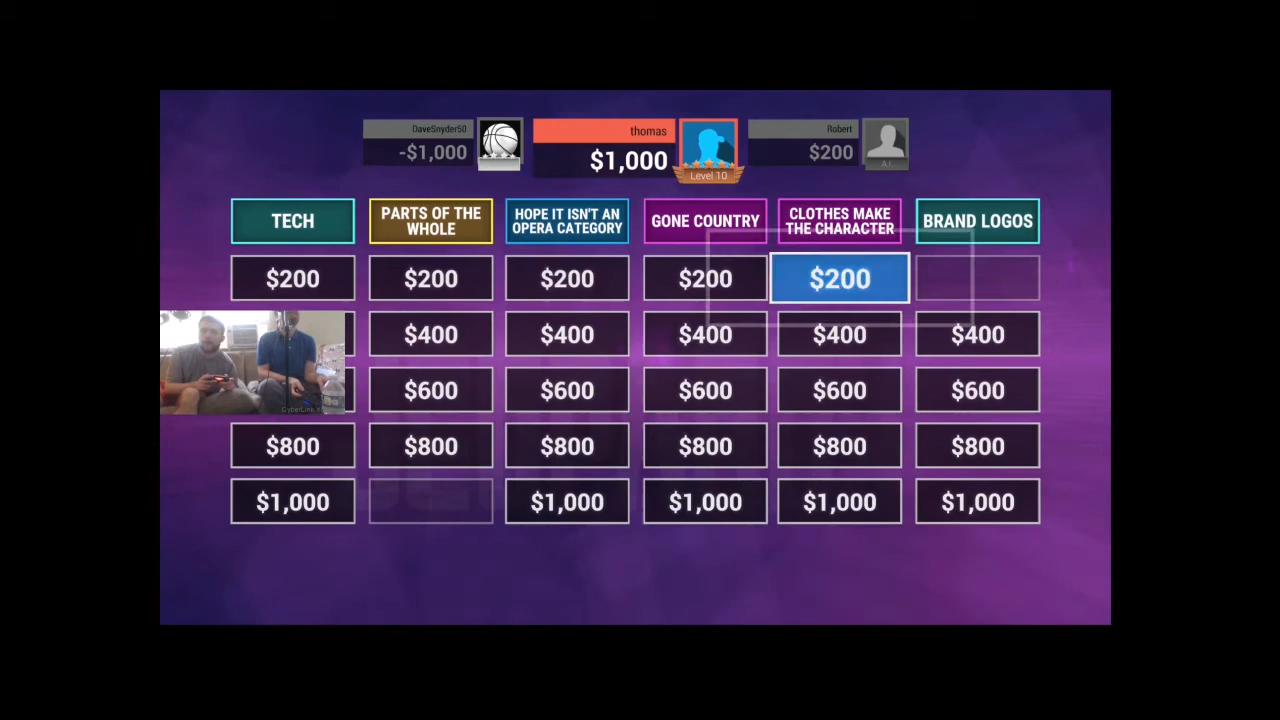 DaveSnyder50
-$1,000
thomas
$1,000
Level 10
Robert
$200
A.I.
TECH
PARTS OF THE
WHOLE
HOPE IT ISN'T AN
OPERA CATEGORY
GONE COUNTRY
CLOTHES MAKE
THE CHARACTER
BRAND LOGOS
$200 $200 $200 $200 $200
$400 $400 $400 $400 $400
$600 $600 $600 $600 $600
$800 $800 $800 $800 $800 $800
$1,000 $1,000 $1,000 $1,000 $1,000
CyberLink